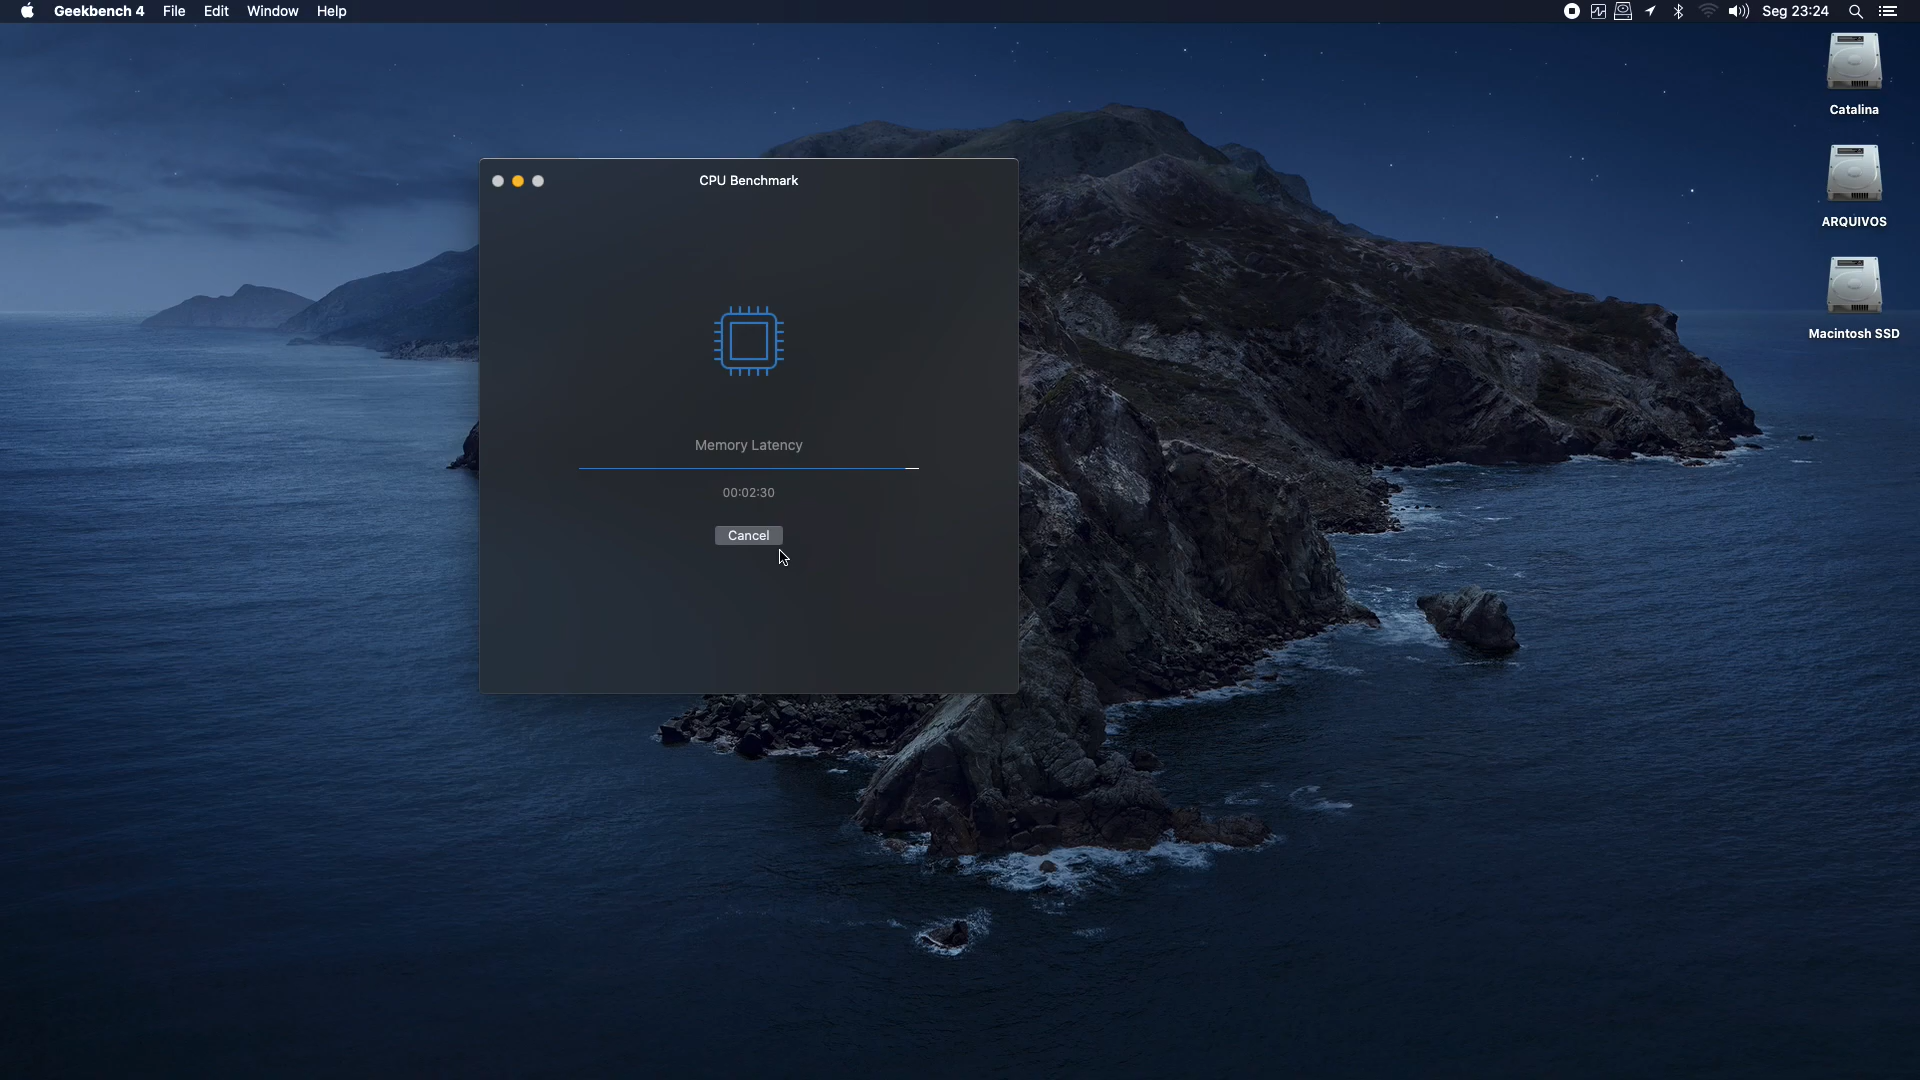 Geekbench 4 File Edit Window Help Seg 23:24
Catalina
ARQUIVOS
Macintosh SSD
CPU Benchmark
Memory Latency
00:02:30
Cancel